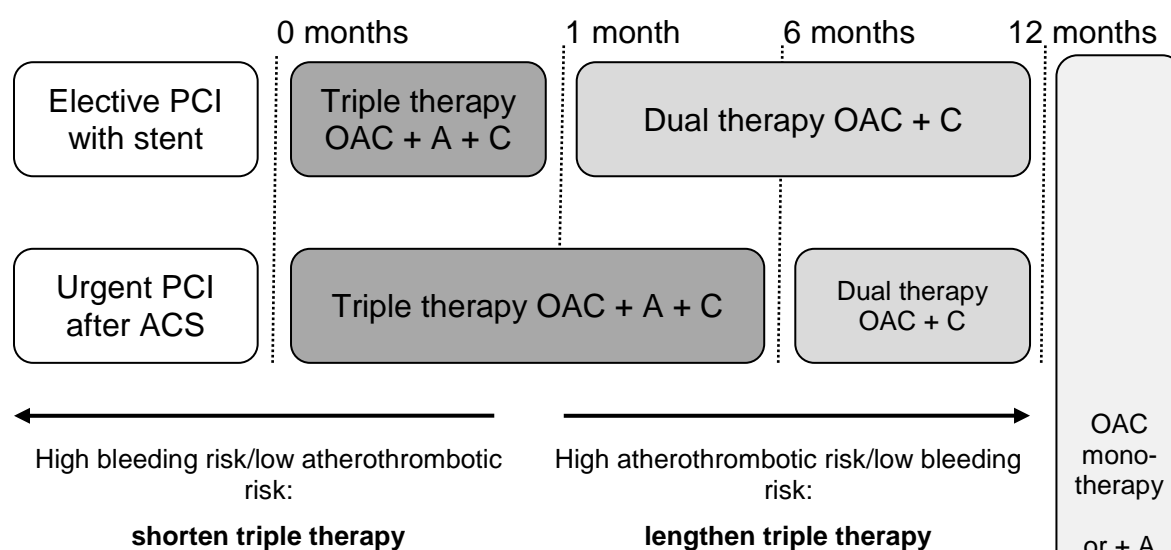 0 months
1 month
6 months
12 months
Elective PCI
with stent
Triple therapy
OAC + A + C
Dual therapy OAC + C
Urgent PCI
after ACS
Triple therapy OAC + A + C
Dual therapy
OAC + C
High bleeding risk/low atherothrombotic
risk:
shorten triple therapy
High atherothrombotic risk/low bleeding
risk:
lengthen triple therapy
OAC
mono-
therapy
or + A